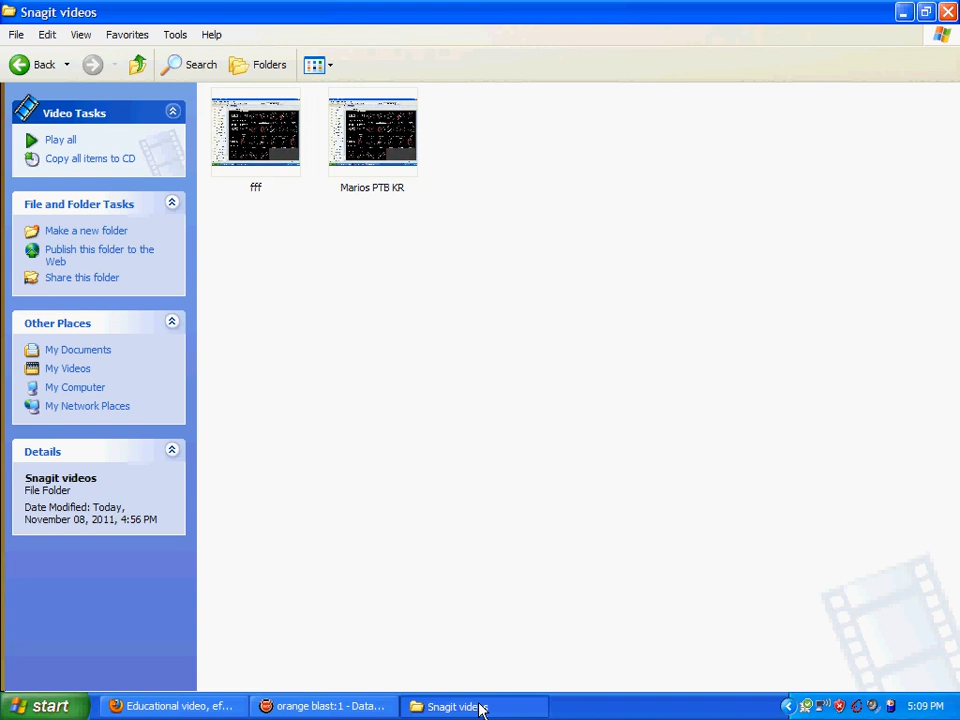 Snagit videos
File Edit View Favorites Tools Help
Back Search Folders
Video Tasks
Play all
Copy all items to CD
File and Folder Tasks
Make a new folder
Publish this folder to the
Web
Share this folder
Other Places
My Documents
My Videos
My Computer
My Network Places
Details
Snagit videos
File Folder
Date Modified: Today,
November 08, 2011, 4:56 PM
fff Marios PTB KR
start Educational video, ef... orange blast:1 - Data... Snagit videos 5:09 PM